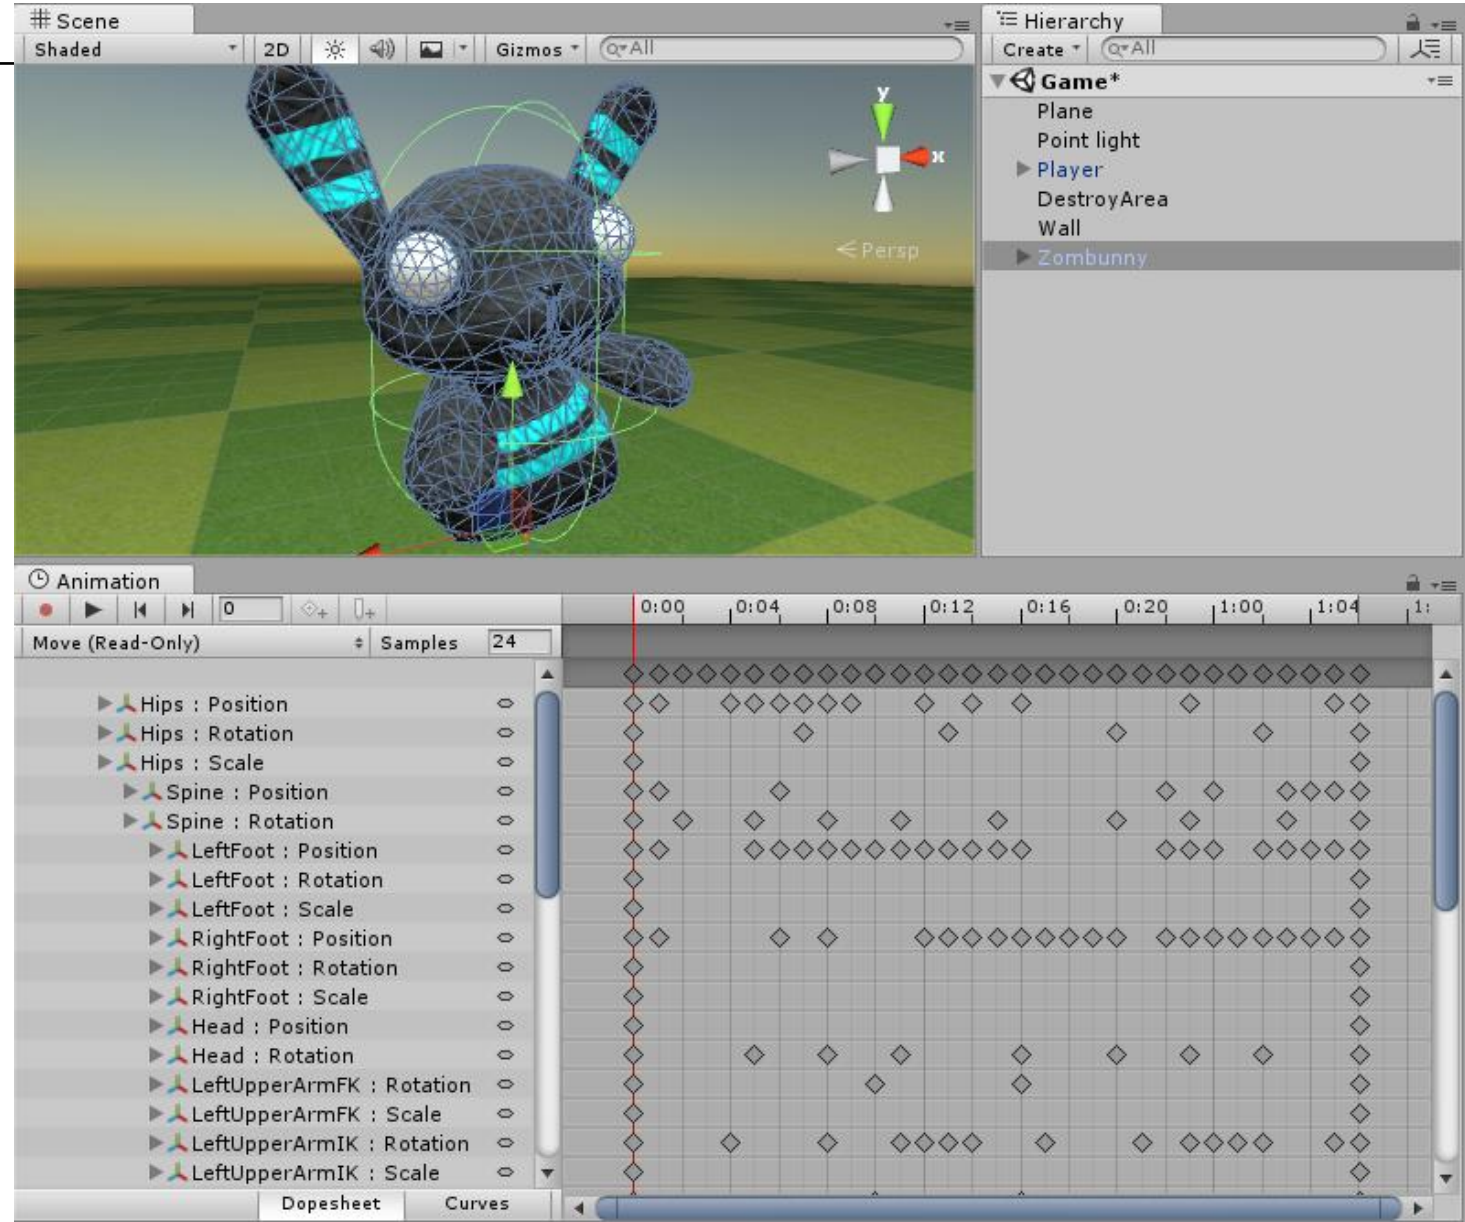 Scene
Shaded 2D Gizmos All
y
x
Persp
Hierarchy
Create All
Game*
Plane
Point light
Player
DestroyArea
Wall
Zombunny
Animation
0 0:00 0:04 0:08 0:12 0:16 0:20 1:00 1:04 1:
Move (Read-Only) Samples 24
Hips : Position
Hips : Rotation
Hips : Scale
Spine : Position
Spine : Rotation
LeftFoot : Position
LeftFoot : Rotation
LeftFoot : Scale
RightFoot : Position
RightFoot : Rotation
RightFoot : Scale
Head : Position
Head : Rotation
LeftUpperArmFK : Rotation
LeftUpperArmFK : Scale
LeftUpperArmIK : Rotation
LeftUpperArmIK : Scale
Dopesheet Curves